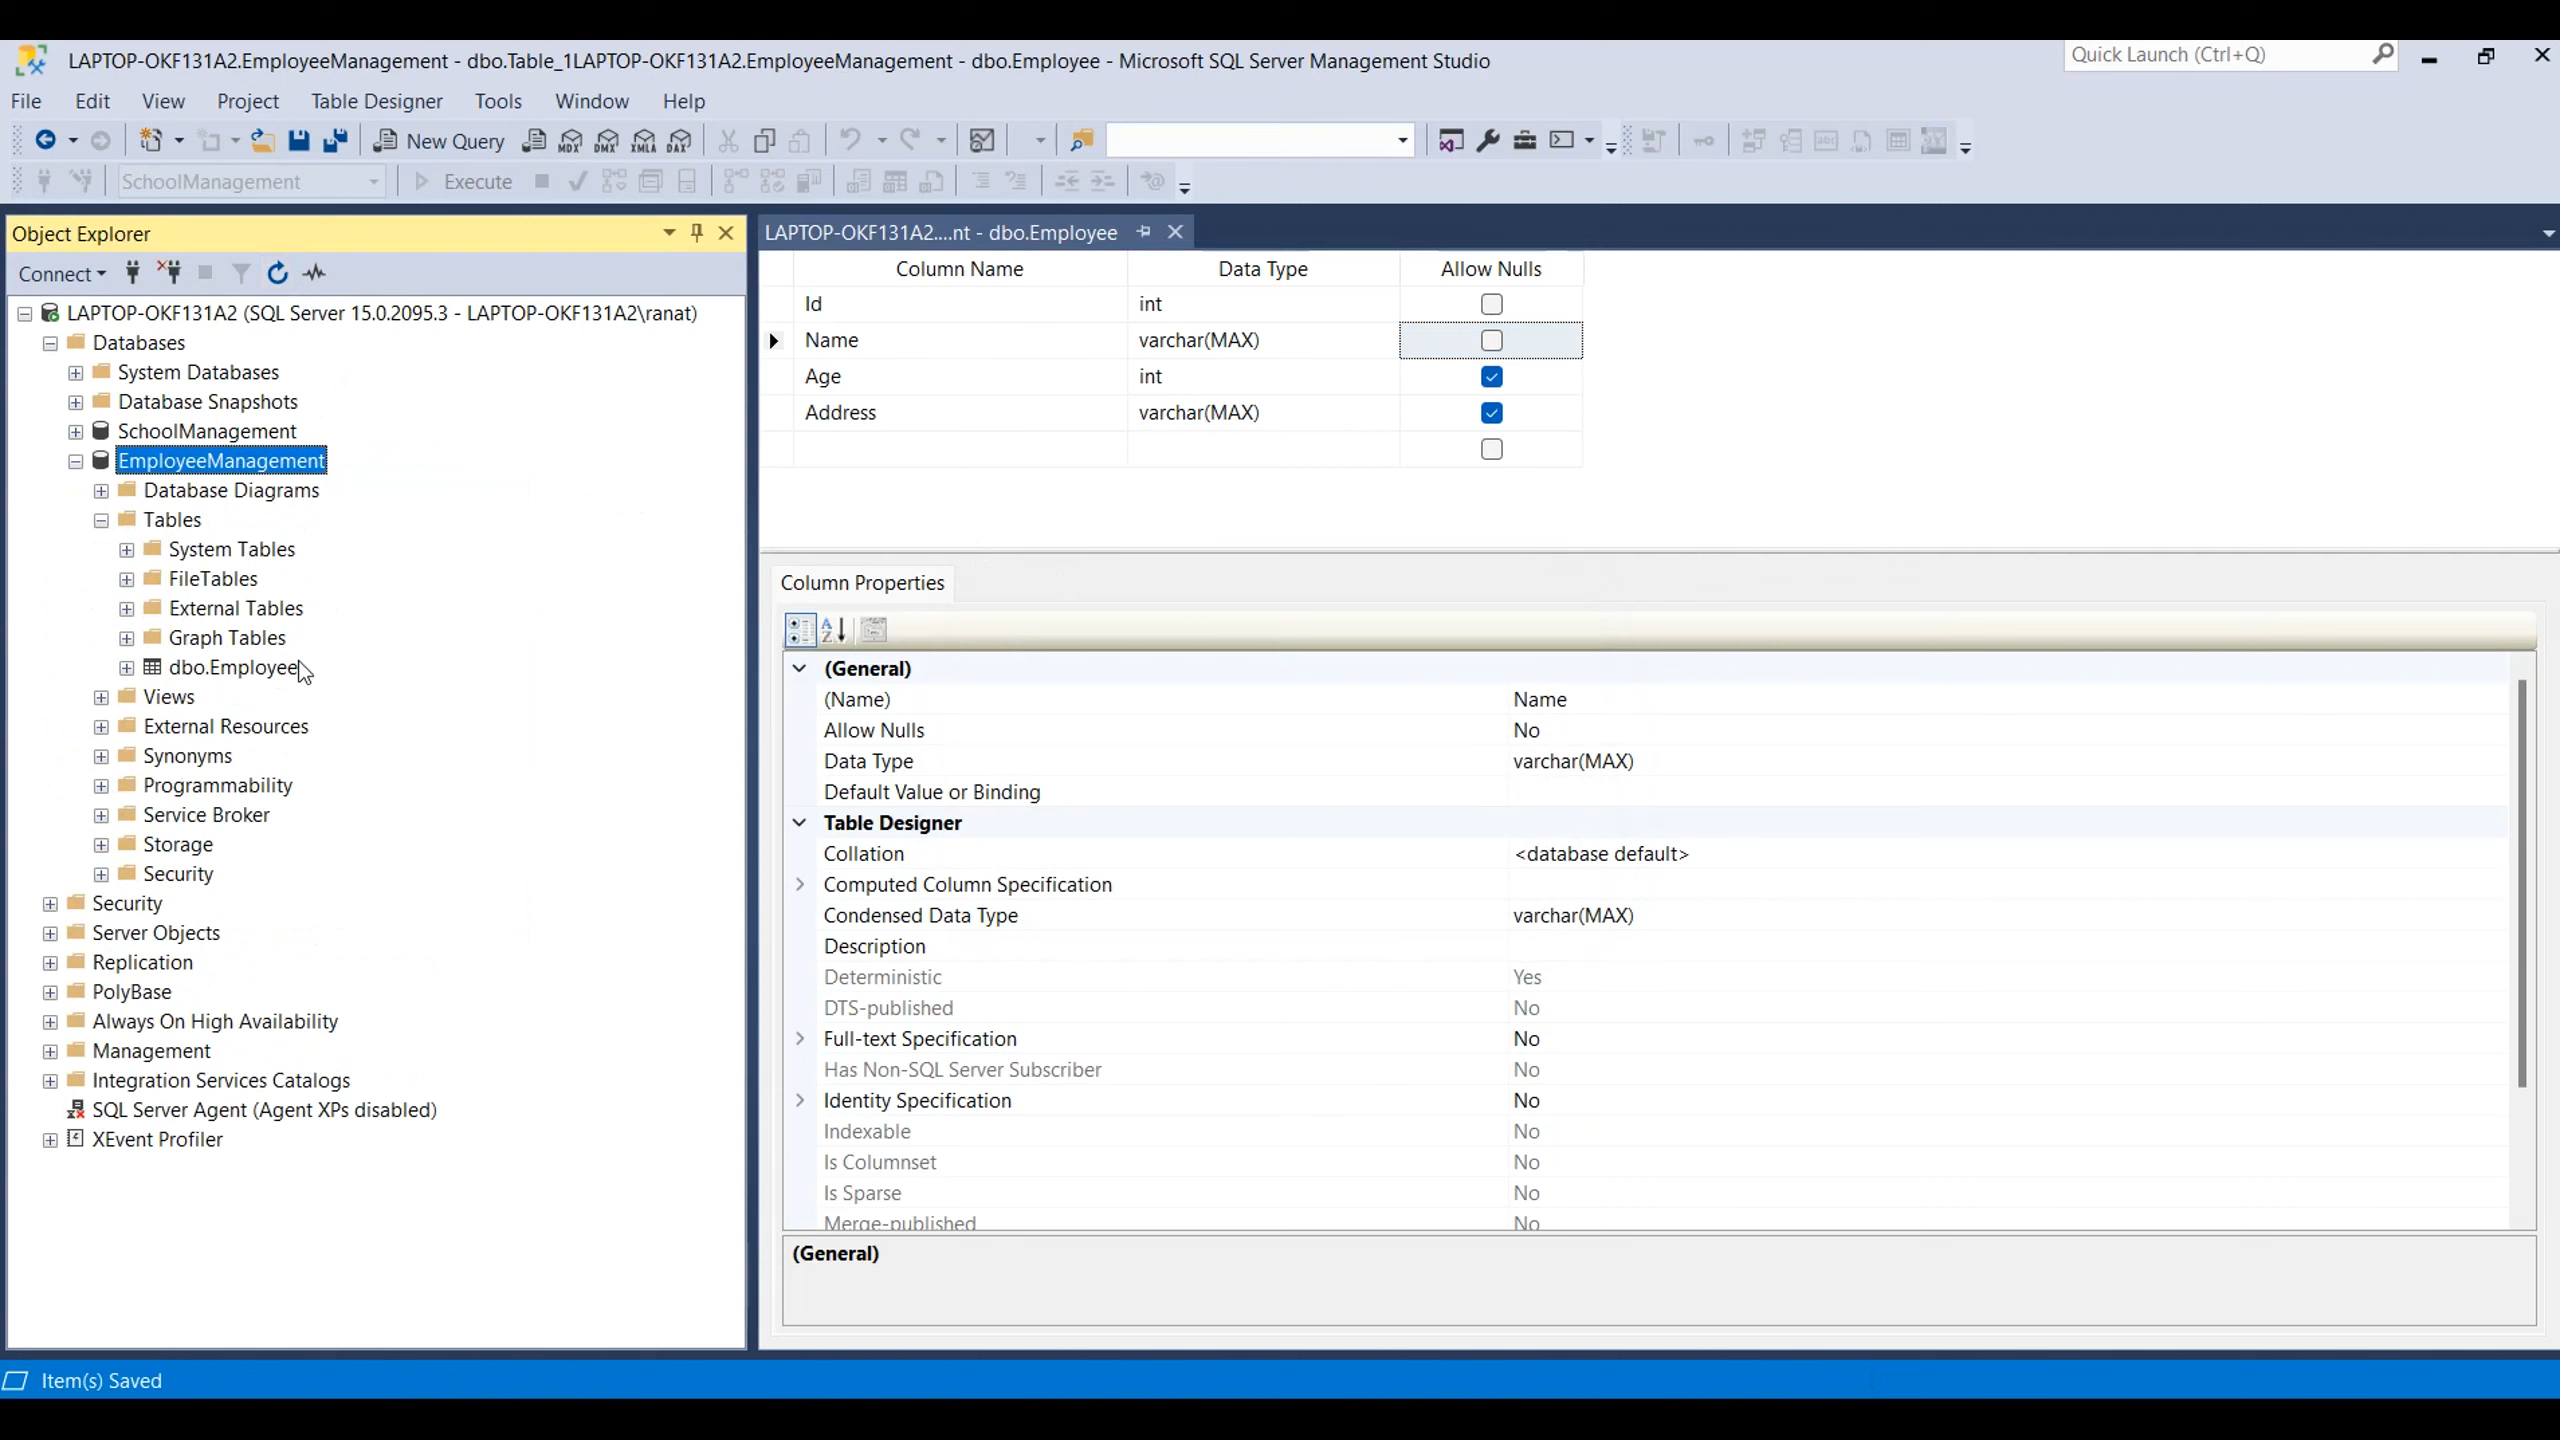 LAPTOP-OKF131A2.EmployeeManagement - dbo.Table_1LAPTOP-OKF131A2.EmployeeManagement - dbo.Employee - Microsoft SQL Server Management Studio
Quick Launch (Ctrl+Q)
File Edit View Project Table Designer Tools Window Help
New Query MDX DMX XMLA DAX
SchoolManagement Execute
Object Explorer
Connect
LAPTOP-OKF131A2 (SQL Server 15.0.2095.3 - LAPTOP-OKF131A2\ranat)
Databases
System Databases
Database Snapshots
SchoolManagement
EmployeeManagement
Database Diagrams
Tables
System Tables
FileTables
External Tables
Graph Tables
dbo.Employee
Views
External Resources
Synonyms
Programmability
Service Broker
Storage
Security
Security
Server Objects
Replication
PolyBase
Always On High Availability
Management
Integration Services Catalogs
SQL Server Agent (Agent XPs disabled)
XEvent Profiler
LAPTOP-OKF131A2....nt - dbo.Employee
Column Name Data Type Allow Nulls
Id int
Name varchar(MAX)
Age int
Address varchar(MAX)
Column Properties
(General)
(Name) Name
Allow Nulls No
Data Type varchar(MAX)
Default Value or Binding
Table Designer
Collation <database default>
Computed Column Specification
Condensed Data Type varchar(MAX)
Description
Deterministic Yes
DTS-published No
Full-text Specification No
Has Non-SQL Server Subscriber No
Identity Specification No
Indexable No
Is Columnset No
Is Sparse No
Merge-published No
(General)
Item(s) Saved